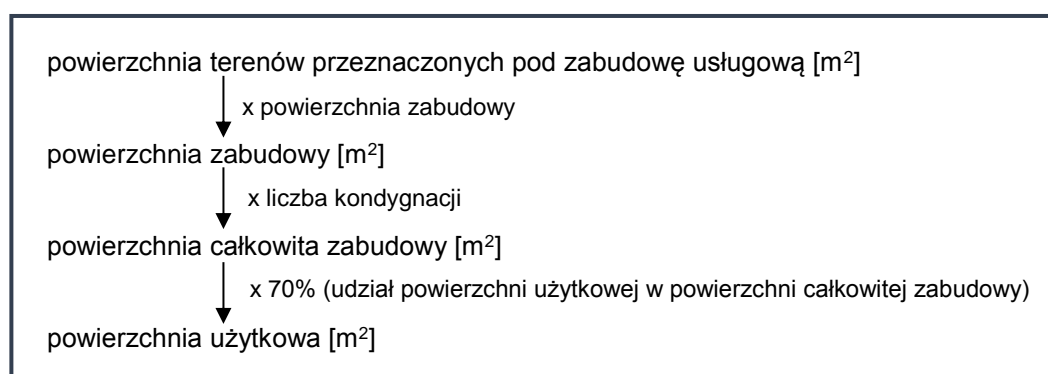 powierzchnia terenów przeznaczonych pod zabudowę usługową [m²]
x powierzchnia zabudowy
powierzchnia zabudowy [m²]
x liczba kondygnacji
powierzchnia całkowita zabudowy [m²]
x 70% (udział powierzchni użytkowej w powierzchni całkowitej zabudowy)
powierzchnia użytkowa [m²]